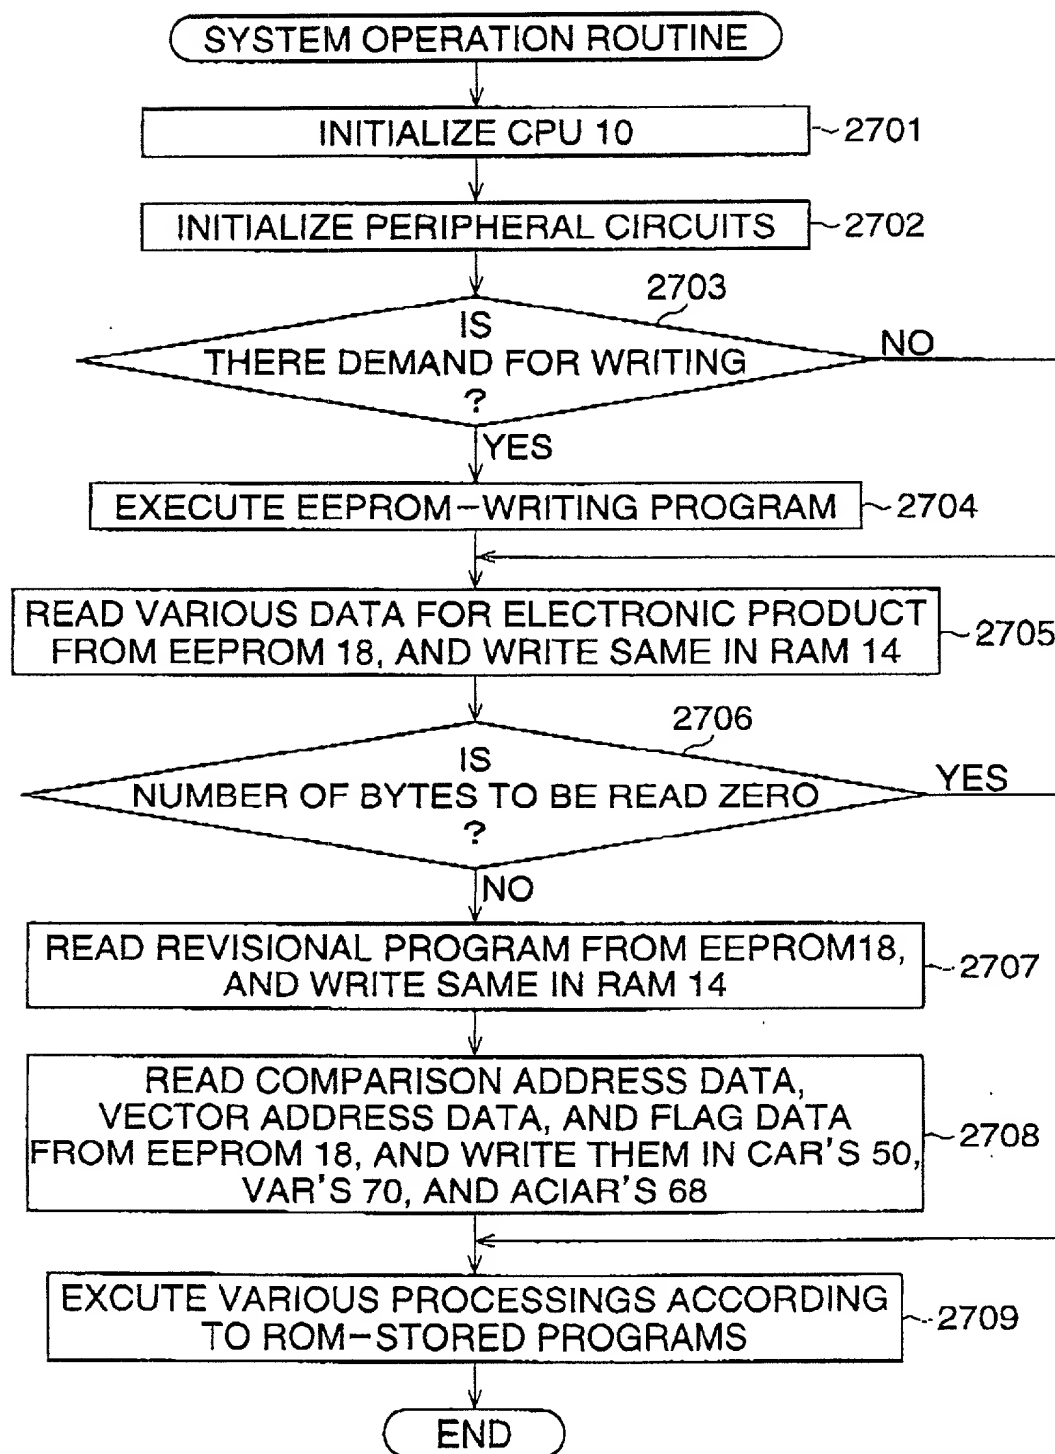 SYSTEM OPERATION ROUTINE
INITIALIZE CPU 10
2701
INITIALIZE PERIPHERAL CIRCUITS
2702
2703
IS
THERE DEMAND FOR WRITING
?
NO
YES
EXECUTE EEPROM-WRITING PROGRAM
2704
READ VARIOUS DATA FOR ELECTRONIC PRODUCT
FROM EEPROM 18, AND WRITE SAME IN RAM 14
2705
2706
IS
NUMBER OF BYTES TO BE READ ZERO
?
YES
NO
READ REVISIONAL PROGRAM FROM EEPROM18,
AND WRITE SAME IN RAM 14
2707
READ COMPARISON ADDRESS DATA,
VECTOR ADDRESS DATA, AND FLAG DATA
FROM EEPROM 18, AND WRITE THEM IN CAR'S 50,
VAR'S 70, AND ACIAR'S 68
2708
EXCUTE VARIOUS PROCESSINGS ACCORDING
TO ROM-STORED PROGRAMS
2709
END